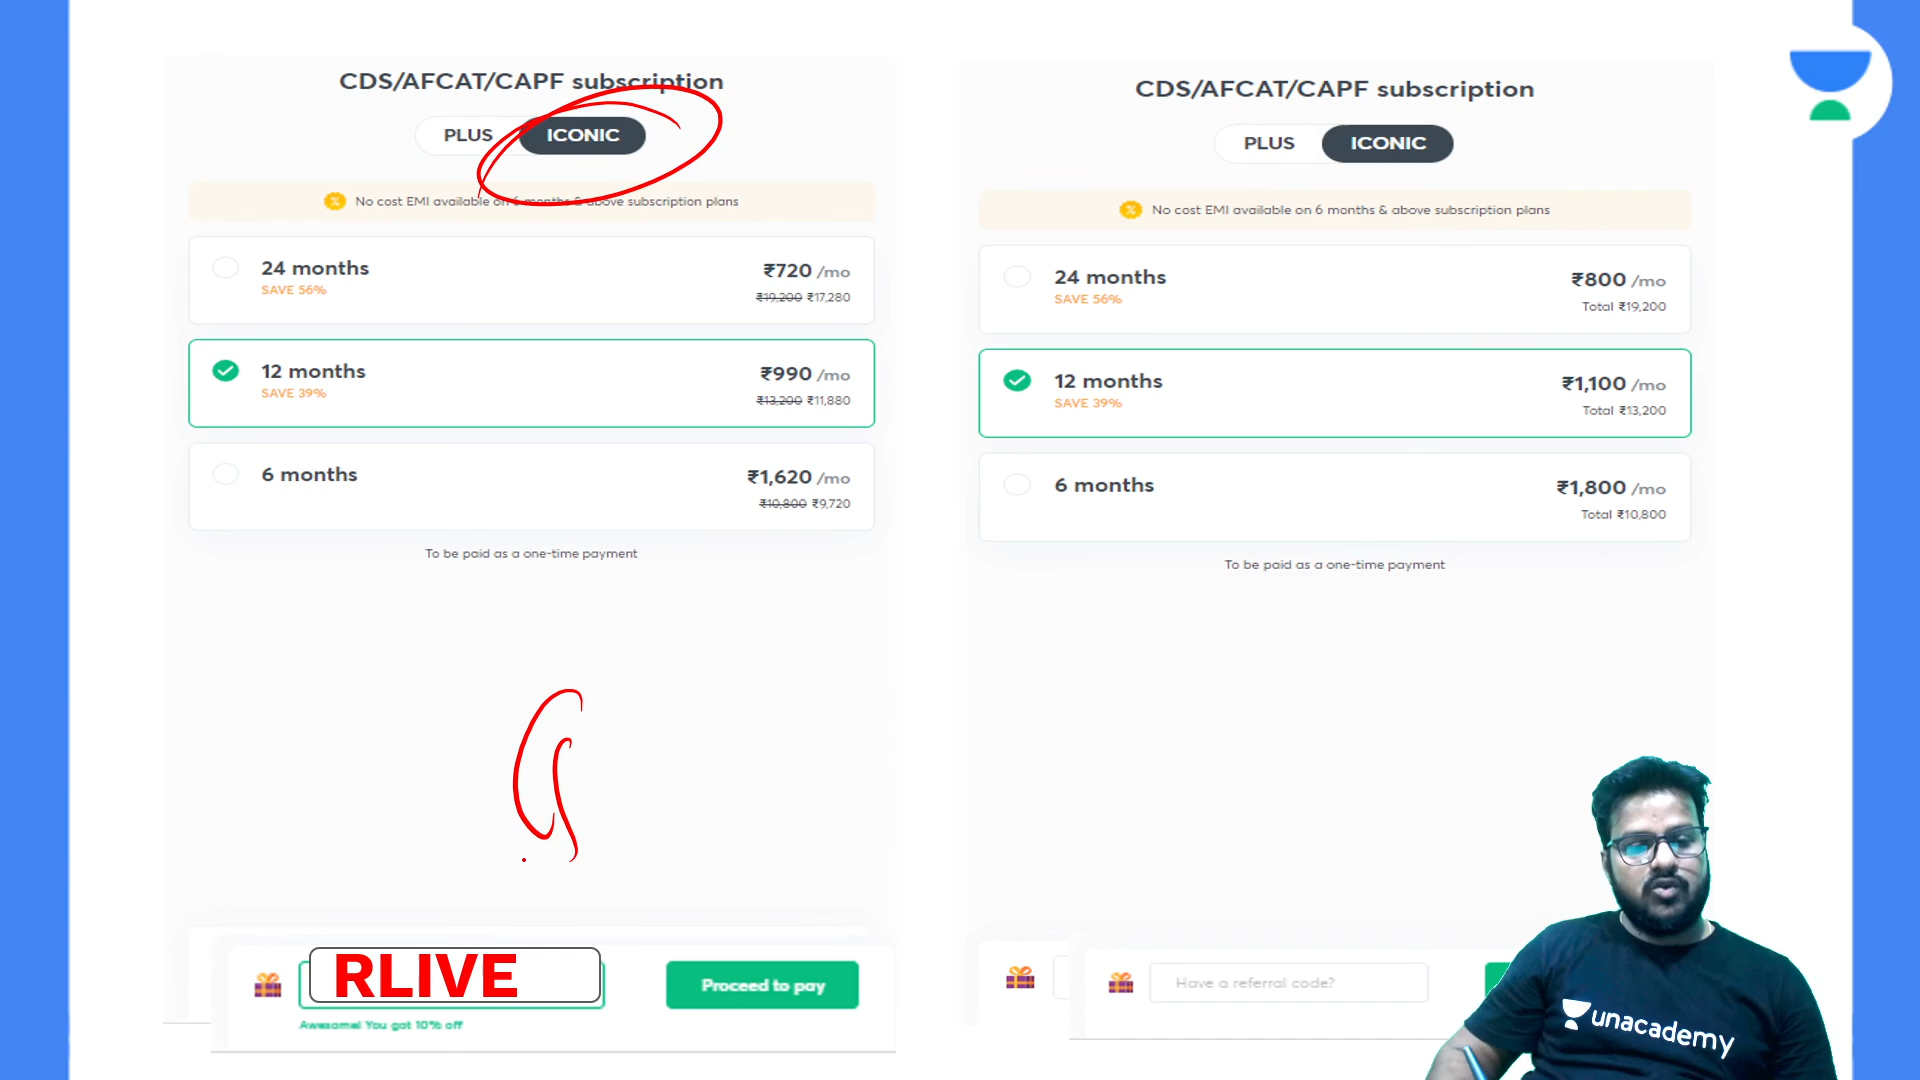 CDS/AFCAT/CAPF subscription
PLUS ICONIC
No cost EMI available on 6 months & above subscription plans
24 months ₹720 /mo
SAVE 56% ₹19,200 ₹17,280
12 months ₹990 /mo
SAVE 39% ₹13,200 ₹11,880
6 months ₹1,620 /mo
₹10,800 ₹9,720
To be paid as a one-time payment
RLIVE
Proceed to pay
Awesome! You got 10% off
CDS/AFCAT/CAPF subscription
PLUS ICONIC
No cost EMI available on 6 months & above subscription plans
24 months ₹800 /mo
SAVE 56% Total ₹19,200
12 months ₹1,100 /mo
SAVE 39% Total ₹13,200
6 months ₹1,800 /mo
Total ₹10,800
To be paid as a one-time payment
Have a referral code?
unacademy